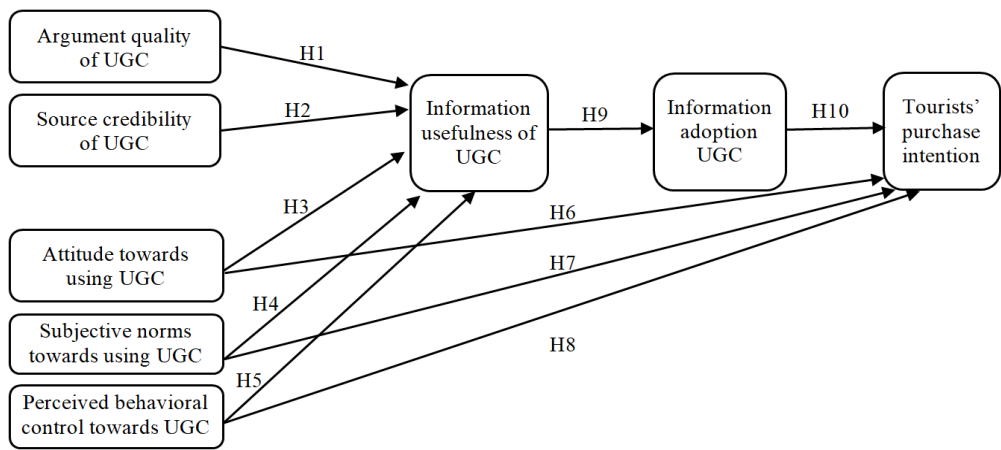 Argument quality
of UGC
H1
Source credibility
of UGC
H2
Information
usefulness of
UGC
H9
Information
adoption
UGC
H10
Tourists’
purchase
intention
H3
H6
Attitude towards
using UGC
H7
H4
Subjective norms
towards using UGC
H8
H5
Perceived behavioral
control towards UGC